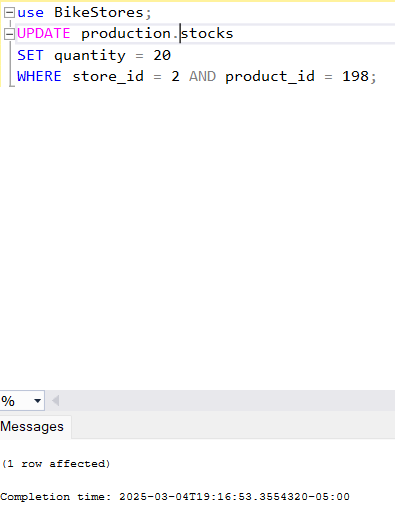 use BikeStores;
UPDATE production.stocks
SET quantity = 20
WHERE store_id = 2 AND product_id = 198;
%
Messages
(1 row affected)
Completion time: 2025-03-04T19:16:53.3554320-05:00